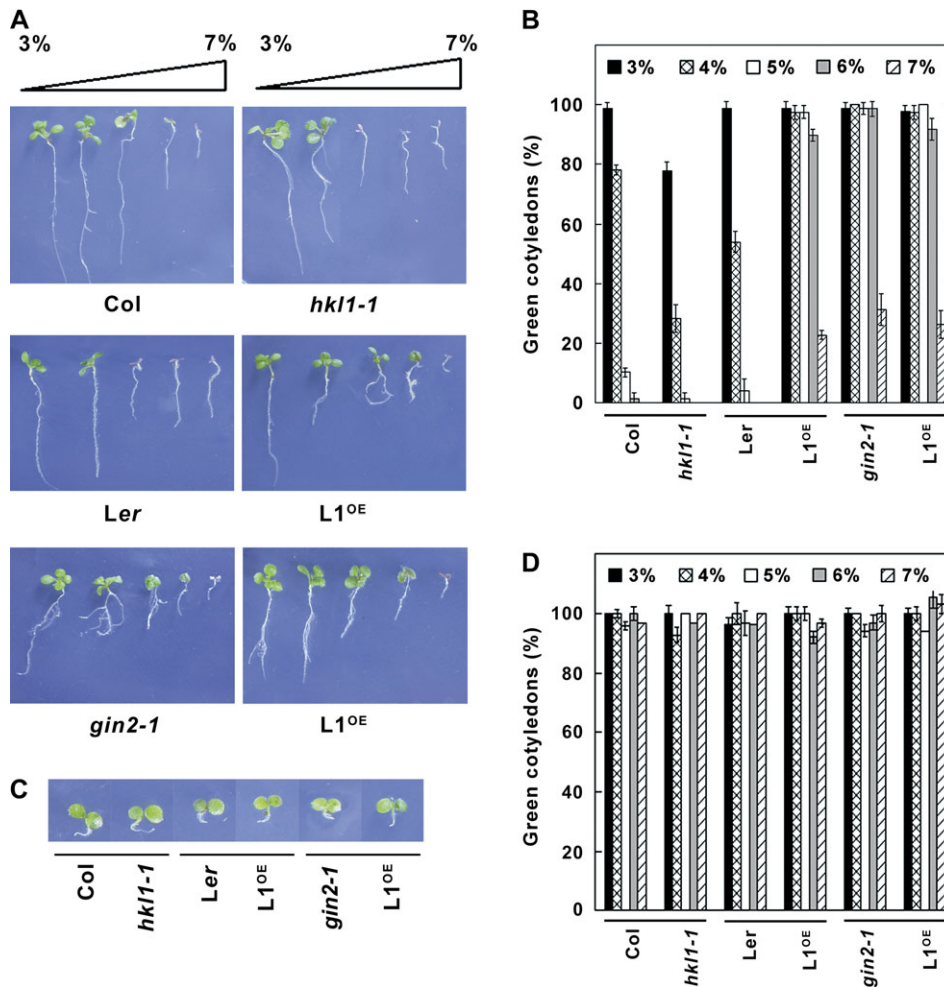 A
3% 7%
3% 7%
Col
hkl1-1
Ler
L1OE
gin2-1
L1OE
B
Green cotyledons (%)
3% 4% 5% 6% 7%
100
80
60
40
20
0
Col
hkl1-1
Ler
L1OE
gin2-1
L1OE
C
Col
hkl1-1
Ler
L1OE
gin2-1
L1OE
D
Green cotyledons (%)
3% 4% 5% 6% 7%
100
80
60
40
20
0
Col
hkl1-1
Ler
L1OE
gin2-1
L1OE